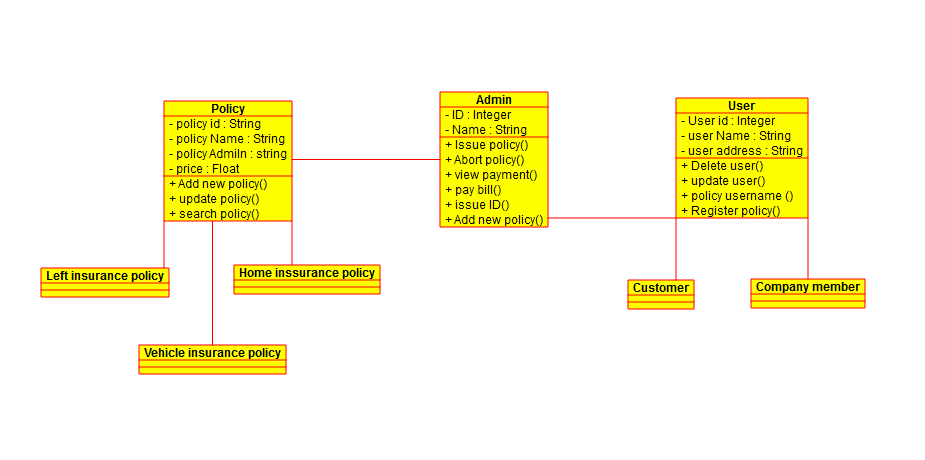 Policy
- policy id : String
- policy Name : String
- policy AdmiIn : string
- price : Float
+ Add new policy()
+ update policy()
+ search policy()
Admin
- ID : Integer
- Name : String
+ Issue policy()
+ Abort policy()
+ view payment()
+ pay bill()
+ issue ID()
+ Add new policy()
User
- User id : Integer
- user Name : String
- user address : String
+ Delete user()
+ update user()
+ policy username ()
+ Register policy()
Left insurance policy
Home inssurance policy
Vehicle insurance policy
Customer
Company member